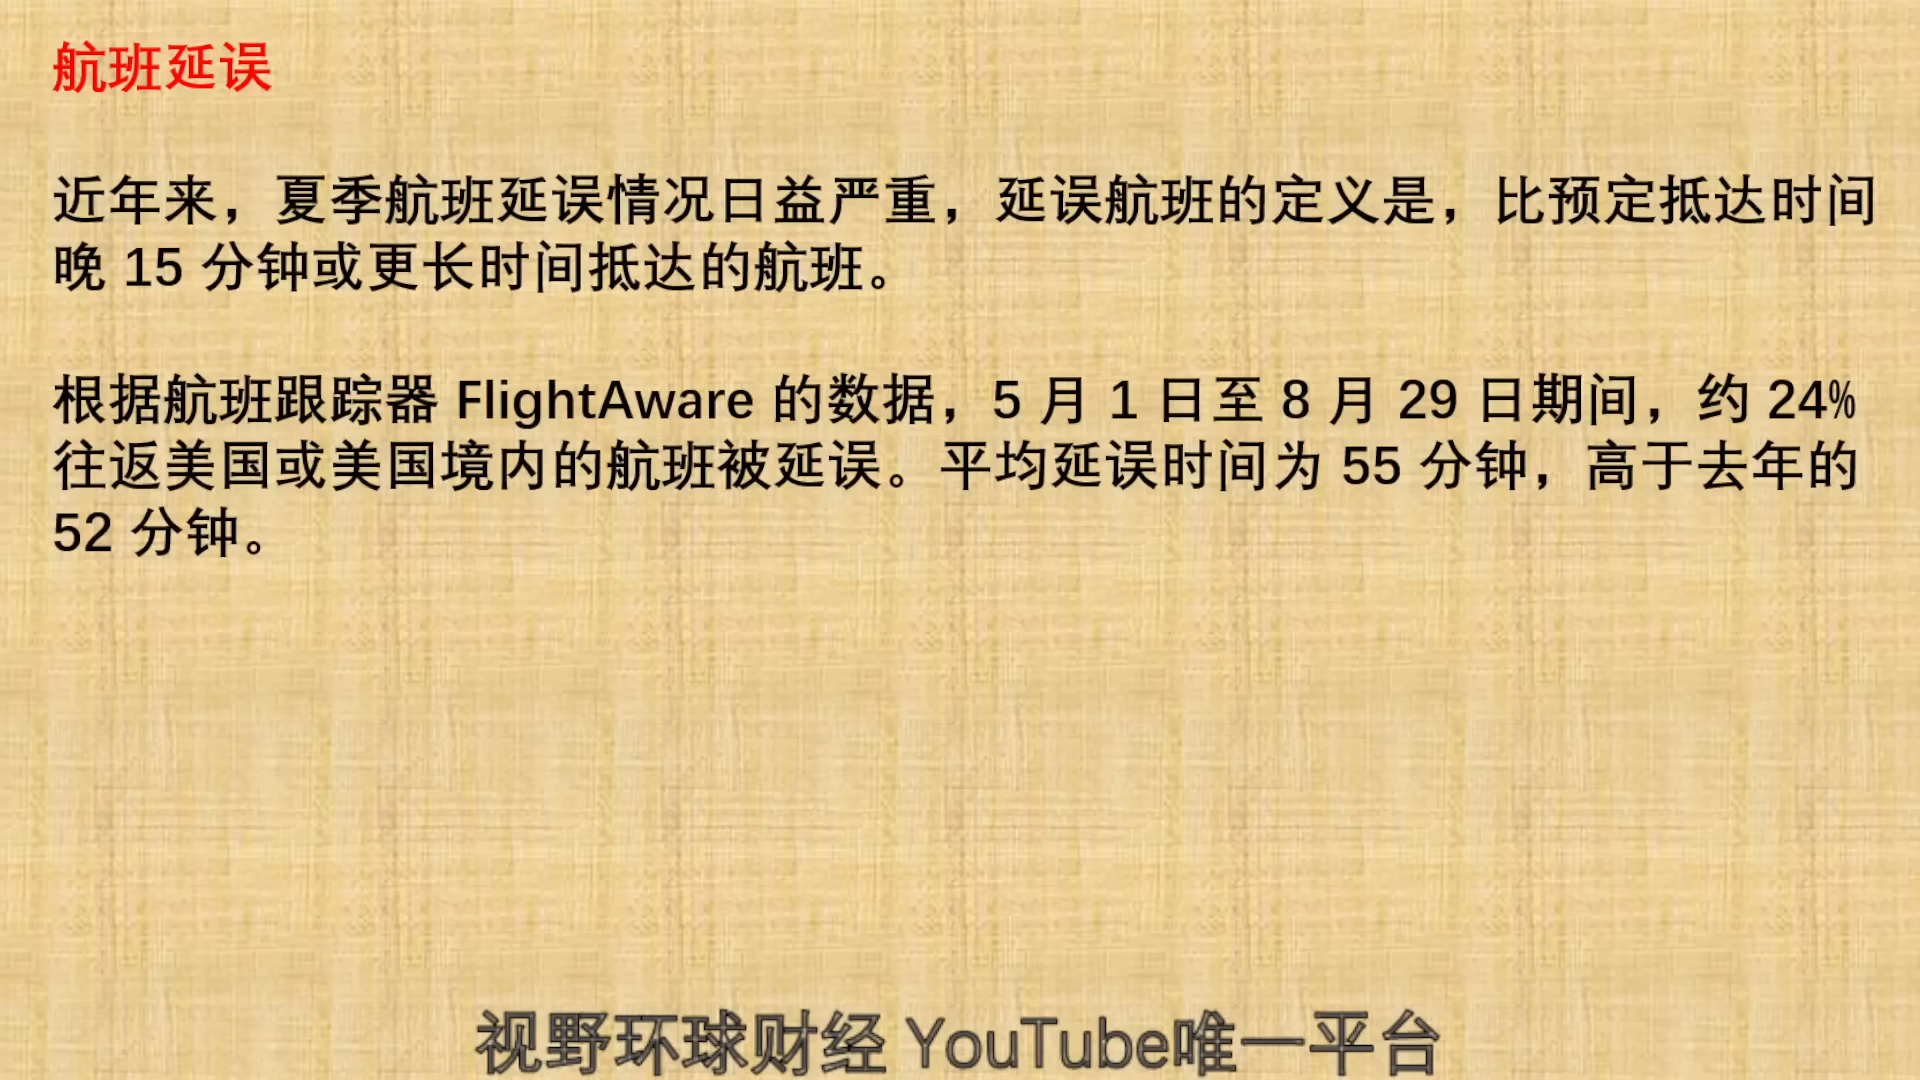 航班延误
近年来，夏季航班延误情况日益严重，延误航班的定义是，比预定抵达时间
晚 15 分钟或更长时间抵达的航班。
根据航班跟踪器 FlightAware 的数据，5 月 1 日至 8 月 29 日期间，约 24%
往返美国或美国境内的航班被延误。平均延误时间为 55 分钟，高于去年的
52 分钟。
视野环球财经 YouTube唯一平台